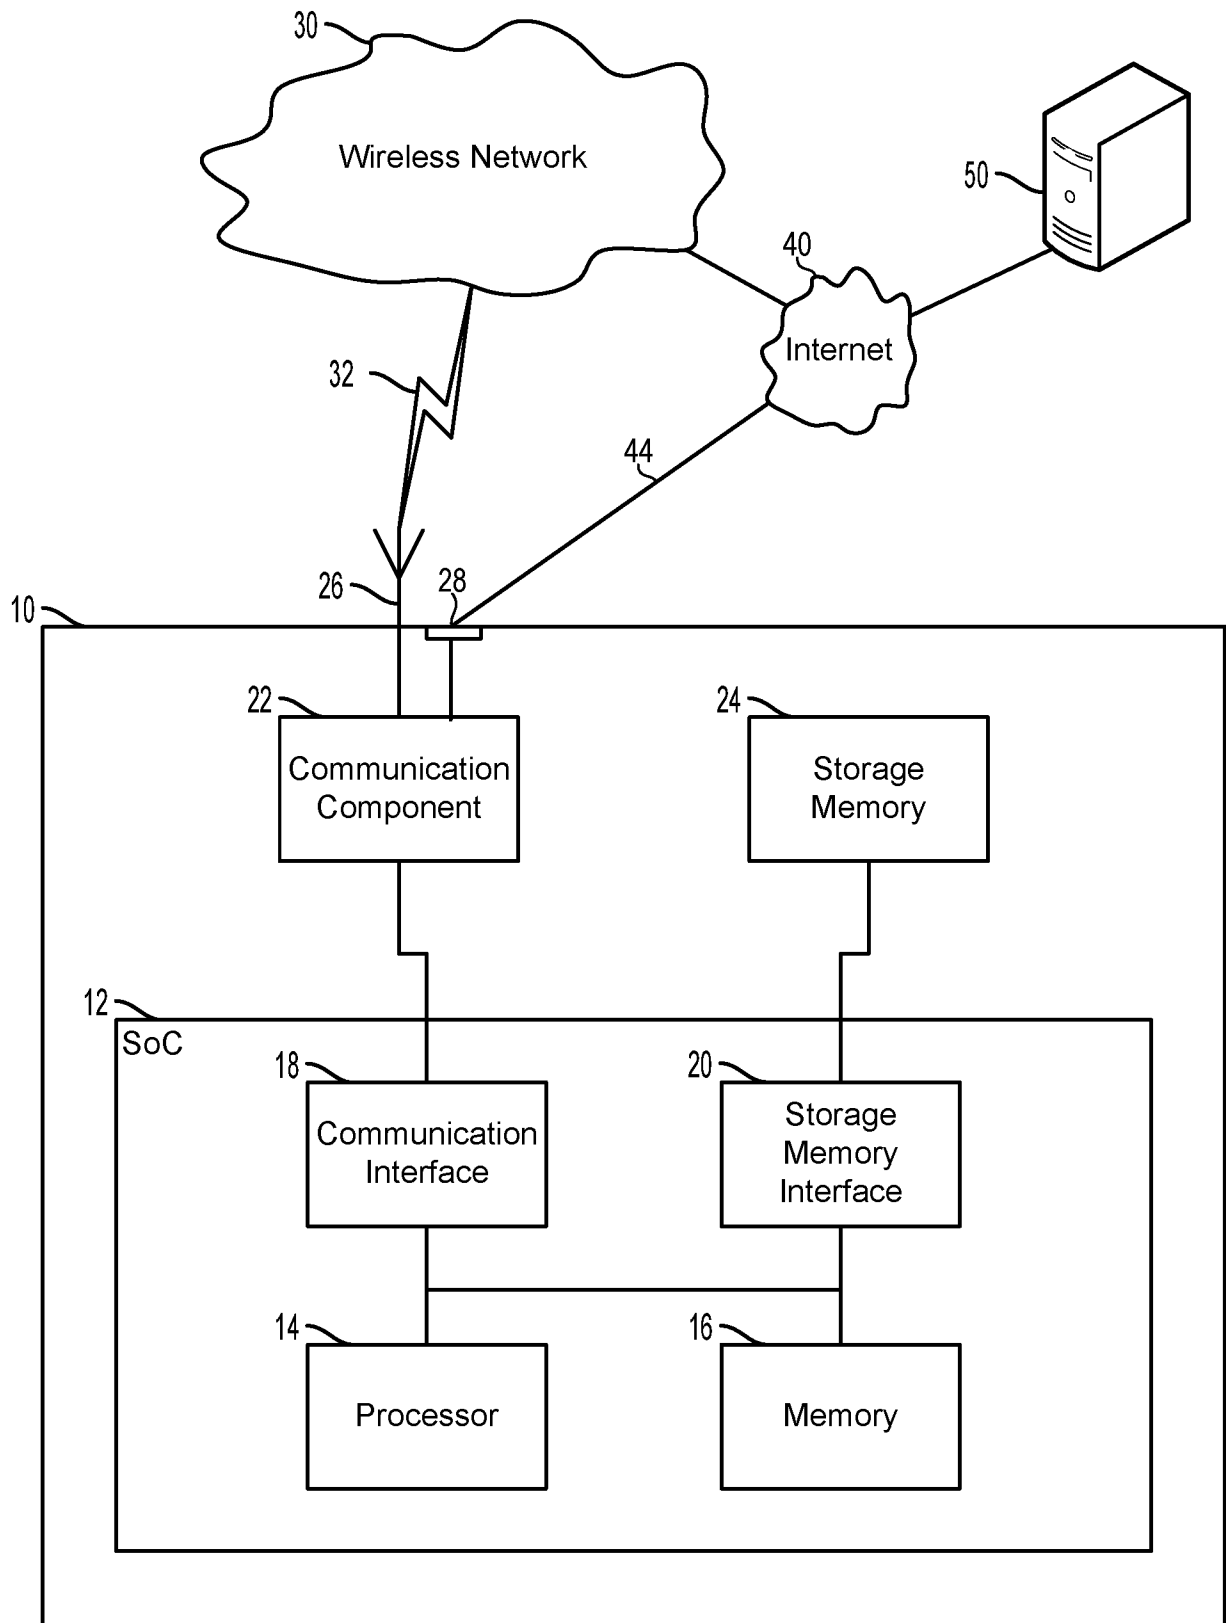 30
Wireless Network
50
40
Internet
32
44
26
28
10
22
24
Communication
Component
Storage
Memory
12
SoC
18
20
Communication
Interface
Storage
Memory
Interface
14
16
Processor
Memory